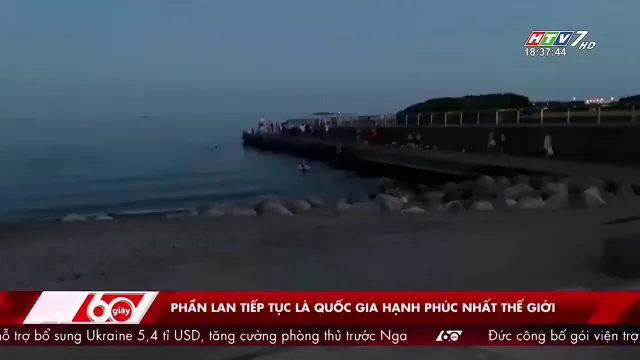 HTV7 HD
18:37:44
60 giây
PHẦN LAN TIẾP TỤC LÀ QUỐC GIA HẠNH PHÚC NHẤT THẾ GIỚI
hỗ trợ bổ sung Ukraine 5,4 tỉ USD, tăng cường phòng thủ trước Nga 60 Đức công bố gói viện trợ